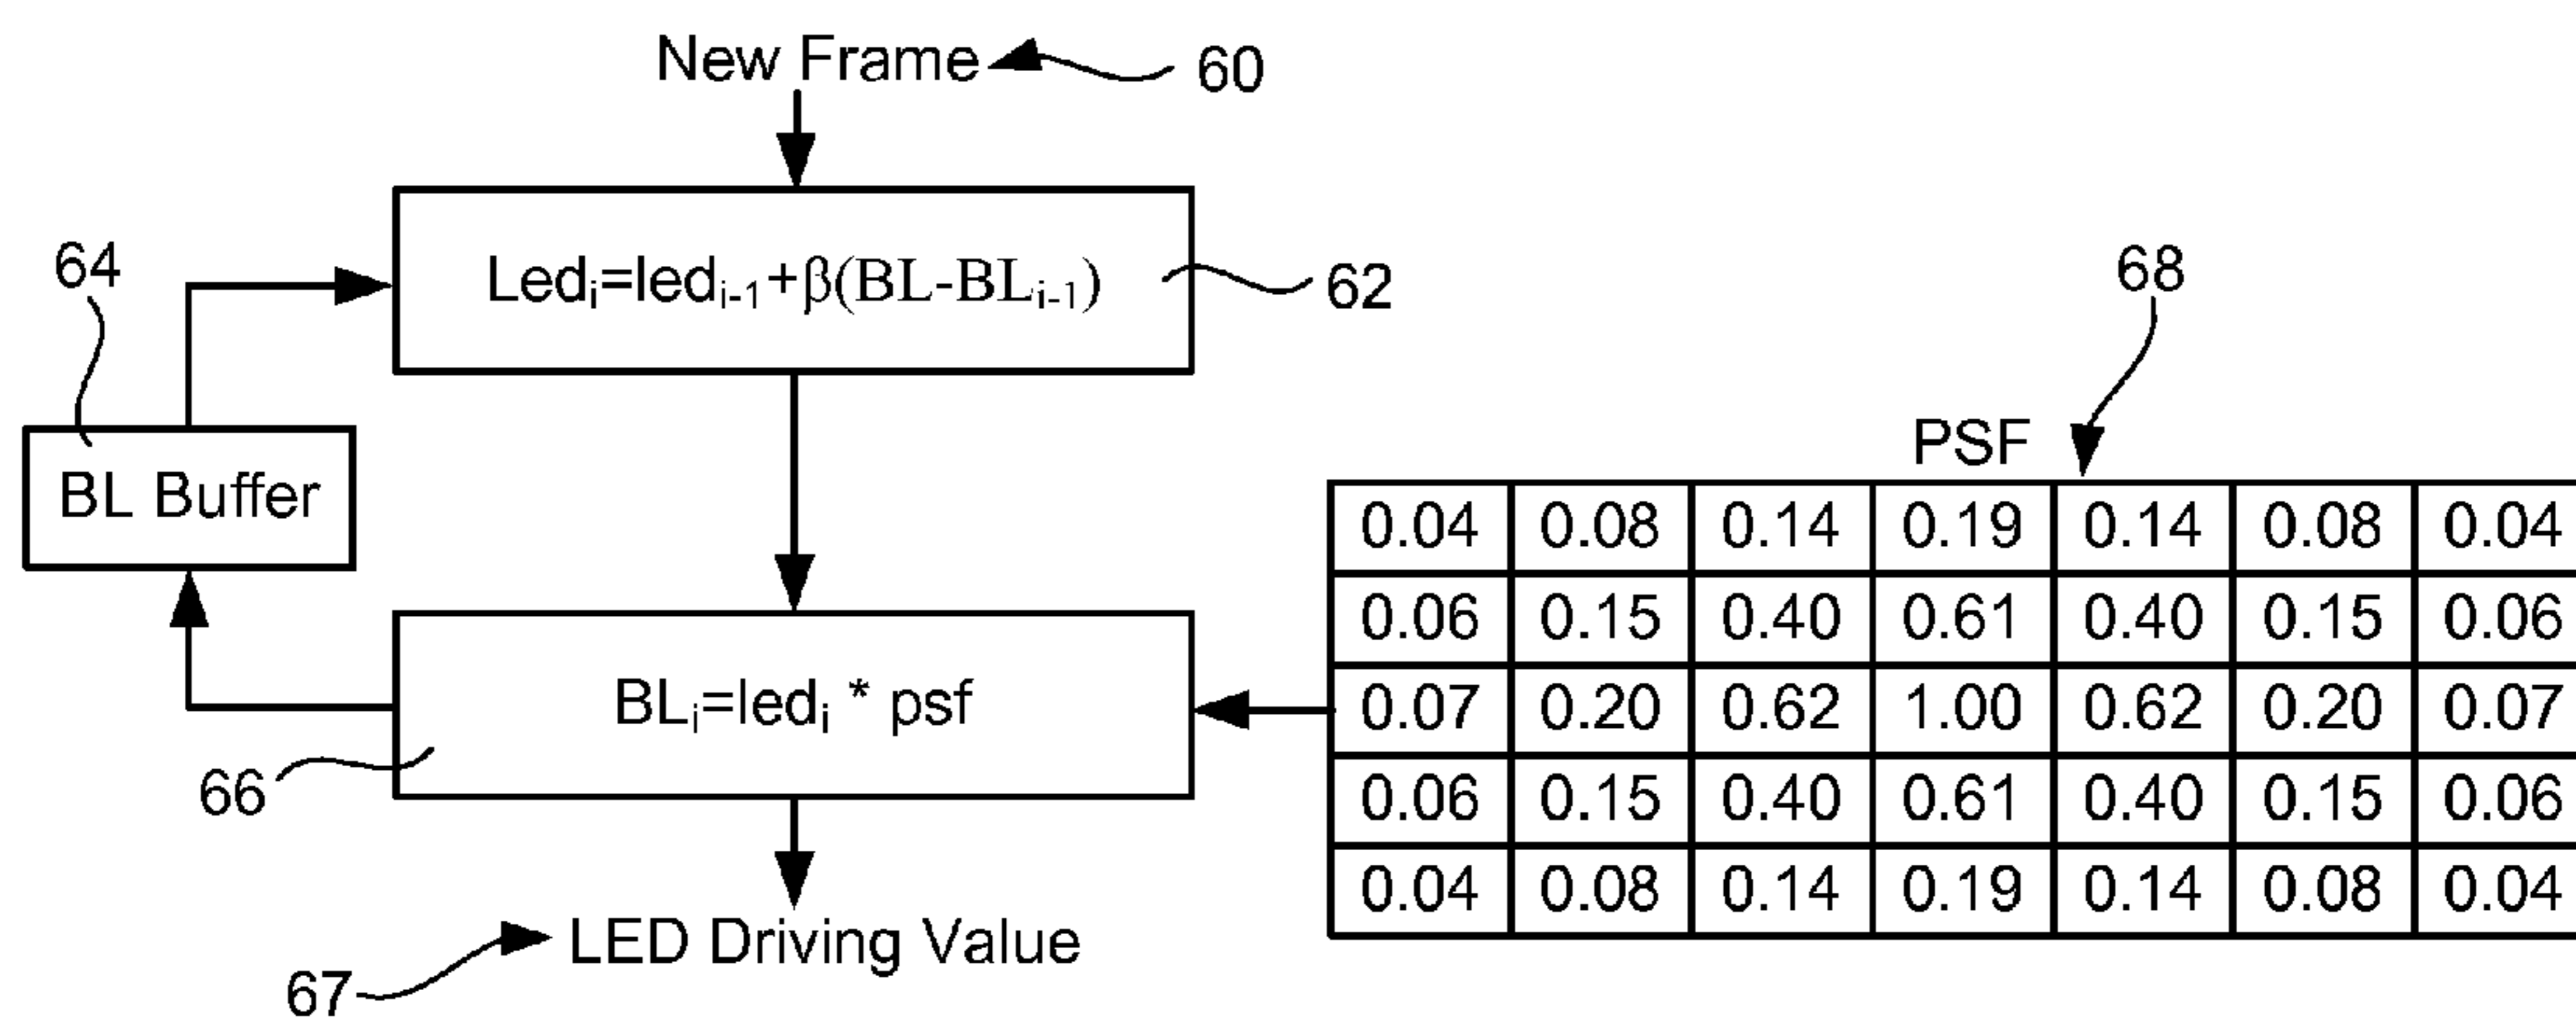 New Frame 60
Ledᵢ=ledᵢ₋₁+β(BL-BLᵢ₋₁)
62
64
BL Buffer
BLᵢ=ledᵢ * psf
66
67
LED Driving Value
68
PSF
0.04 0.08 0.14 0.19 0.14 0.08 0.04
0.06 0.15 0.40 0.61 0.40 0.15 0.06
0.07 0.20 0.62 1.00 0.62 0.20 0.07
0.06 0.15 0.40 0.61 0.40 0.15 0.06
0.04 0.08 0.14 0.19 0.14 0.08 0.04